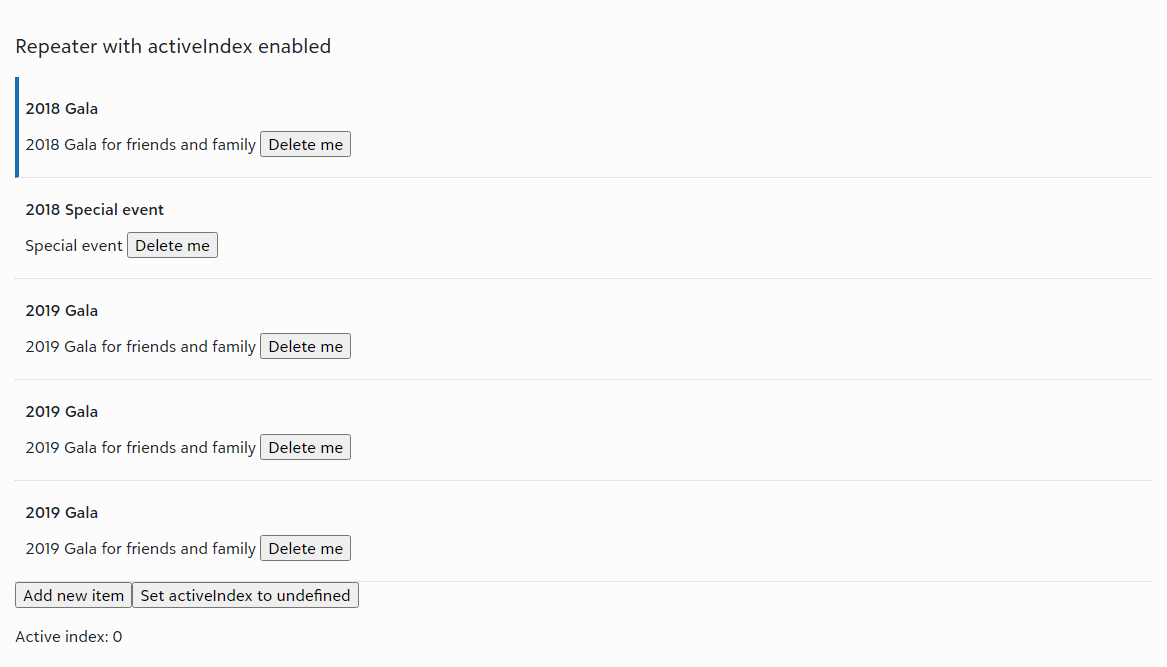 Repeater with activeIndex enabled
2018 Gala
2018 Gala for friends and family Delete me
2018 Special event
Special event Delete me
2019 Gala
2019 Gala for friends and family Delete me
2019 Gala
2019 Gala for friends and family Delete me
2019 Gala
2019 Gala for friends and family Delete me
Add new item Set activeIndex to undefined
Active index: 0